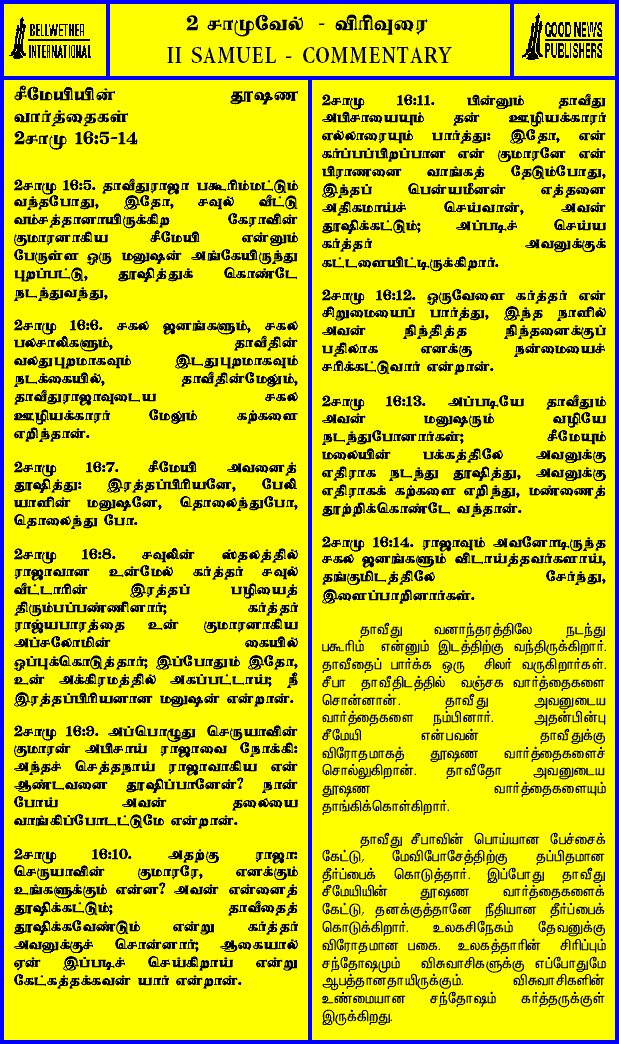 BELLWETHER
INTERNATIONAL
2 சாமுவேல் - விரிவுரை
II SAMUEL - COMMENTARY
GOOD NEWS
PUBLISHERS
சீமேயியின் தூஷண
வார்த்தைகள்
2சாமு 16:5-14
2சாமு 16:5. தாவீதுராஜா பகூரிம்மட்டும்
வந்தபோது, இதோ, சவுல் வீட்டு
வம்சத்தானாயிருக்கிற கேராவின்
குமாரனாகிய சீமேயி என்னும்
பேருள்ள ஒரு மனுஷன் அங்கேயிருந்து
புறப்பட்டு, தூஷித்துக் கொண்டே
நடந்துவந்து,
2சாமு 16:6. சகல ஜனங்களும், சகல
பலசாலிகளும், தாவீதின்
வலதுபுறமாகவும் இடதுபுறமாகவும்
நடக்கையில், தாவீதின்மேலும்,
தாவீதுராஜாவுடைய சகல
ஊழியக்காரர் மேலும் கற்களை
எறிந்தான்.
2சாமு 16:7. சீமேயி அவனைத்
தூஷித்து: இரத்தப்பிரியனே, பேலி
யாளின் மனுஷனே, தொலைந்துபோ,
தொலைந்து போ.
2சாமு 16:8. சவுலின் ஸ்தலத்தில்
ராஜாவான உன்மேல் கர்த்தர் சவுல்
வீட்டாரின் இரத்தப் பழியைத்
திரும்பப்பண்ணினார்; கர்த்தர்
ராஜ்யபாரத்தை உன் குமாரனாகிய
அப்சலோமின் கையில்
ஒப்புக்கொடுத்தார்; இப்போதும் இதோ,
உன் அக்கிரமத்தில் அகப்பட்டாய்; நீ
இரத்தப்பிரியனான மனுஷன் என்றான்.
2சாமு 16:9. அப்பொழுது செருயாவின்
குமாரன் அபிசாய் ராஜாவை நோக்கி:
அந்தச் செத்தநாய் ராஜாவாகிய என்
ஆண்டவனை தூஷிப்பானேன்? நான்
போய் அவன் தலையை
வாங்கிப்போடட்டுமே என்றான்.
2சாமு 16:10. அதற்கு ராஜா:
செருயாவின் குமாரரே, எனக்கும்
உங்களுக்கும் என்ன? அவன் என்னைத்
தூஷிக்கட்டும்; தாவீதைத்
தூஷிக்கவேண்டும் என்று கர்த்தர்
அவனுக்குச் சொன்னார்; ஆகையால்
ஏன் இப்படிச் செய்கிறாய் என்று
கேட்கத்தக்கவன் யார் என்றான்.
2சாமு 16:11. பின்னும் தாவீது
அபிசாயையும் தன் ஊழியக்காரர்
எல்லாரையும் பார்த்து: இதோ, என்
கர்ப்பப்பிறப்பான என் குமாரனே என்
பிராணனை வாங்கத் தேடும்போது,
இந்தப் பென்யமீனன் எத்தனை
அதிகமாய்ச் செய்வான், அவன்
தூஷிக்கட்டும்; அப்படிச் செய்ய
கர்த்தர் அவனுக்குக்
கட்டளையிட்டிருக்கிறார்.
2சாமு 16:12. ஒருவேளை கர்த்தர் என்
சிறுமையைப் பார்த்து, இந்த நாளில்
அவன் நிந்தித்த நிந்தனைக்குப்
பதிலாக எனக்கு நன்மையைச்
சரிக்கட்டுவார் என்றான்.
2சாமு 16:13. அப்படியே தாவீதும்
அவன் மனுஷரும் வழியே
நடந்துபோனார்கள்; சீமேயும்
மலையின் பக்கத்திலே அவனுக்கு
எதிராக நடந்து தூஷித்து, அவனுக்கு
எதிராகக் கற்களை எறிந்து, மண்ணைத்
தூற்றிக்கொண்டே வந்தான்.
2சாமு 16:14. ராஜாவும் அவனோடிருந்த
சகல ஜனங்களும் விடாய்த்தவர்களாய்,
தங்குமிடத்திலே சேர்ந்து,
இளைப்பாறினார்கள்.
தாவீது வனாந்தரத்திலே நடந்து
பகூரிம் என்னும் இடத்திற்கு வந்திருக்கிறார்.
தாவீதைப் பார்க்க ஒரு சிலர் வருகிறார்கள்.
சீபா தாவீதிடத்தில் வஞ்சக வார்த்தைகளை
சொன்னான். தாவீது அவனுடைய
வார்த்தைகளை நம்பினார். அதன்பின்பு
சீமேயி என்பவன் தாவீதுக்கு
விரோதமாகத் தூஷண வார்த்தைகளைச்
சொல்லுகிறான். தாவீதோ அவனுடைய
தூஷண வார்த்தைகளையும்
தாங்கிக்கொள்கிறார்.
தாவீது சீபாவின் பொய்யான பேச்சைக்
கேட்டு, மேவிபோசேத்திற்கு தப்பிதமான
தீர்ப்பைக் கொடுத்தார். இப்போது தாவீது
சீமேயியின் தூஷண வார்த்தைகளைக்
கேட்டு, தனக்குத்தானே நீதியான தீர்ப்பைக்
கொடுக்கிறார். உலகசிநேகம் தேவனுக்கு
விரோதமான பகை. உலகத்தாரின் சிரிப்பும்
சந்தோஷமும் விசுவாசிகளுக்கு எப்போதுமே
ஆபத்தானதாயிருக்கும். விசுவாசிகளின்
உண்மையான சந்தோஷம் கர்த்தருக்குள்
இருக்கிறது.